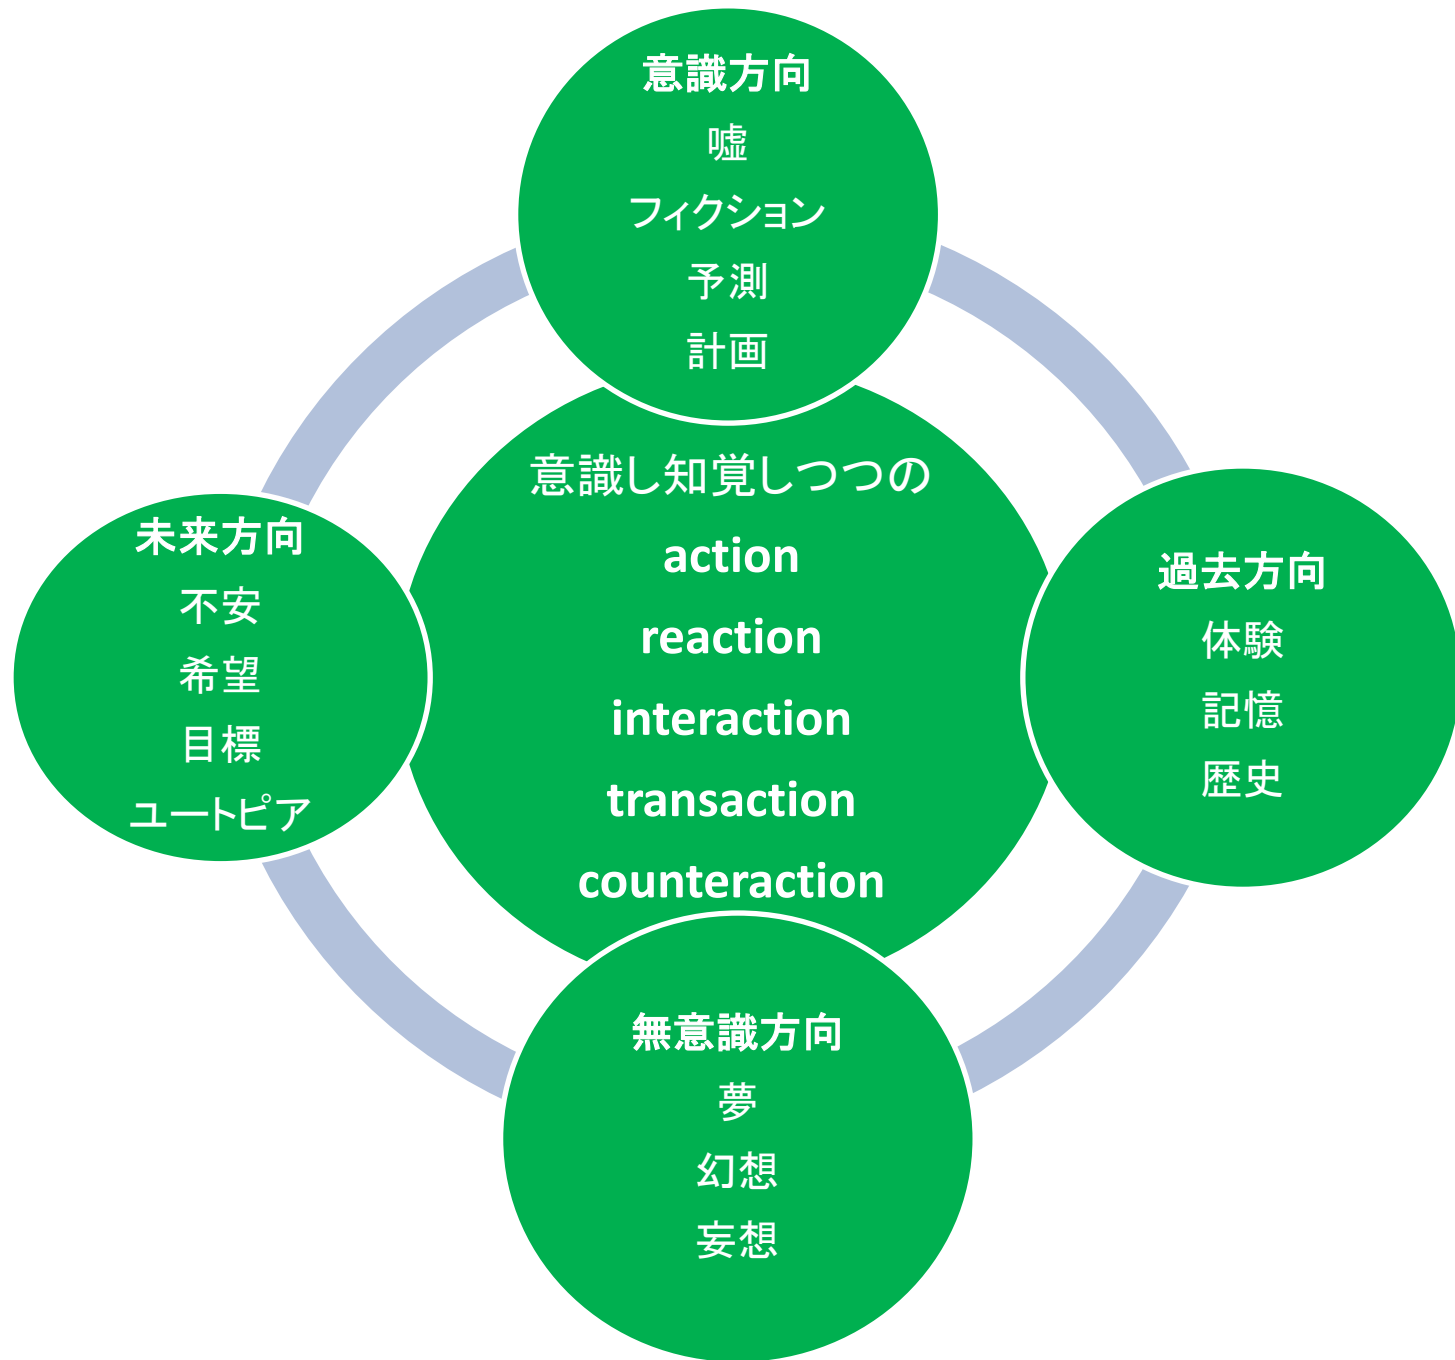 意識方向
嘘
フィクション
予測
計画
意識し知覚しつつの
action
reaction
interaction
transaction
counteraction
未来方向
不安
希望
目標
ユートピア
過去方向
体験
記憶
歴史
無意識方向
夢
幻想
妄想